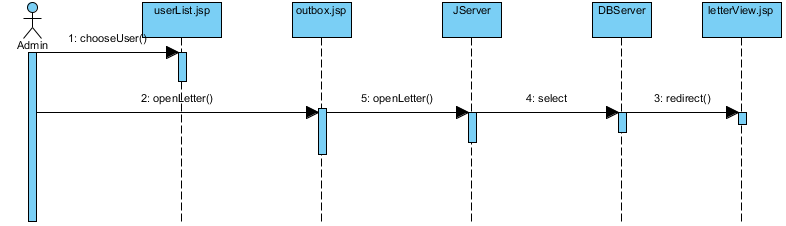 userList.jsp
outbox.jsp
JServer
DBServer
letterView.jsp
Admin
1: chooseUser()
2: openLetter()
5: openLetter()
4: select
3: redirect()